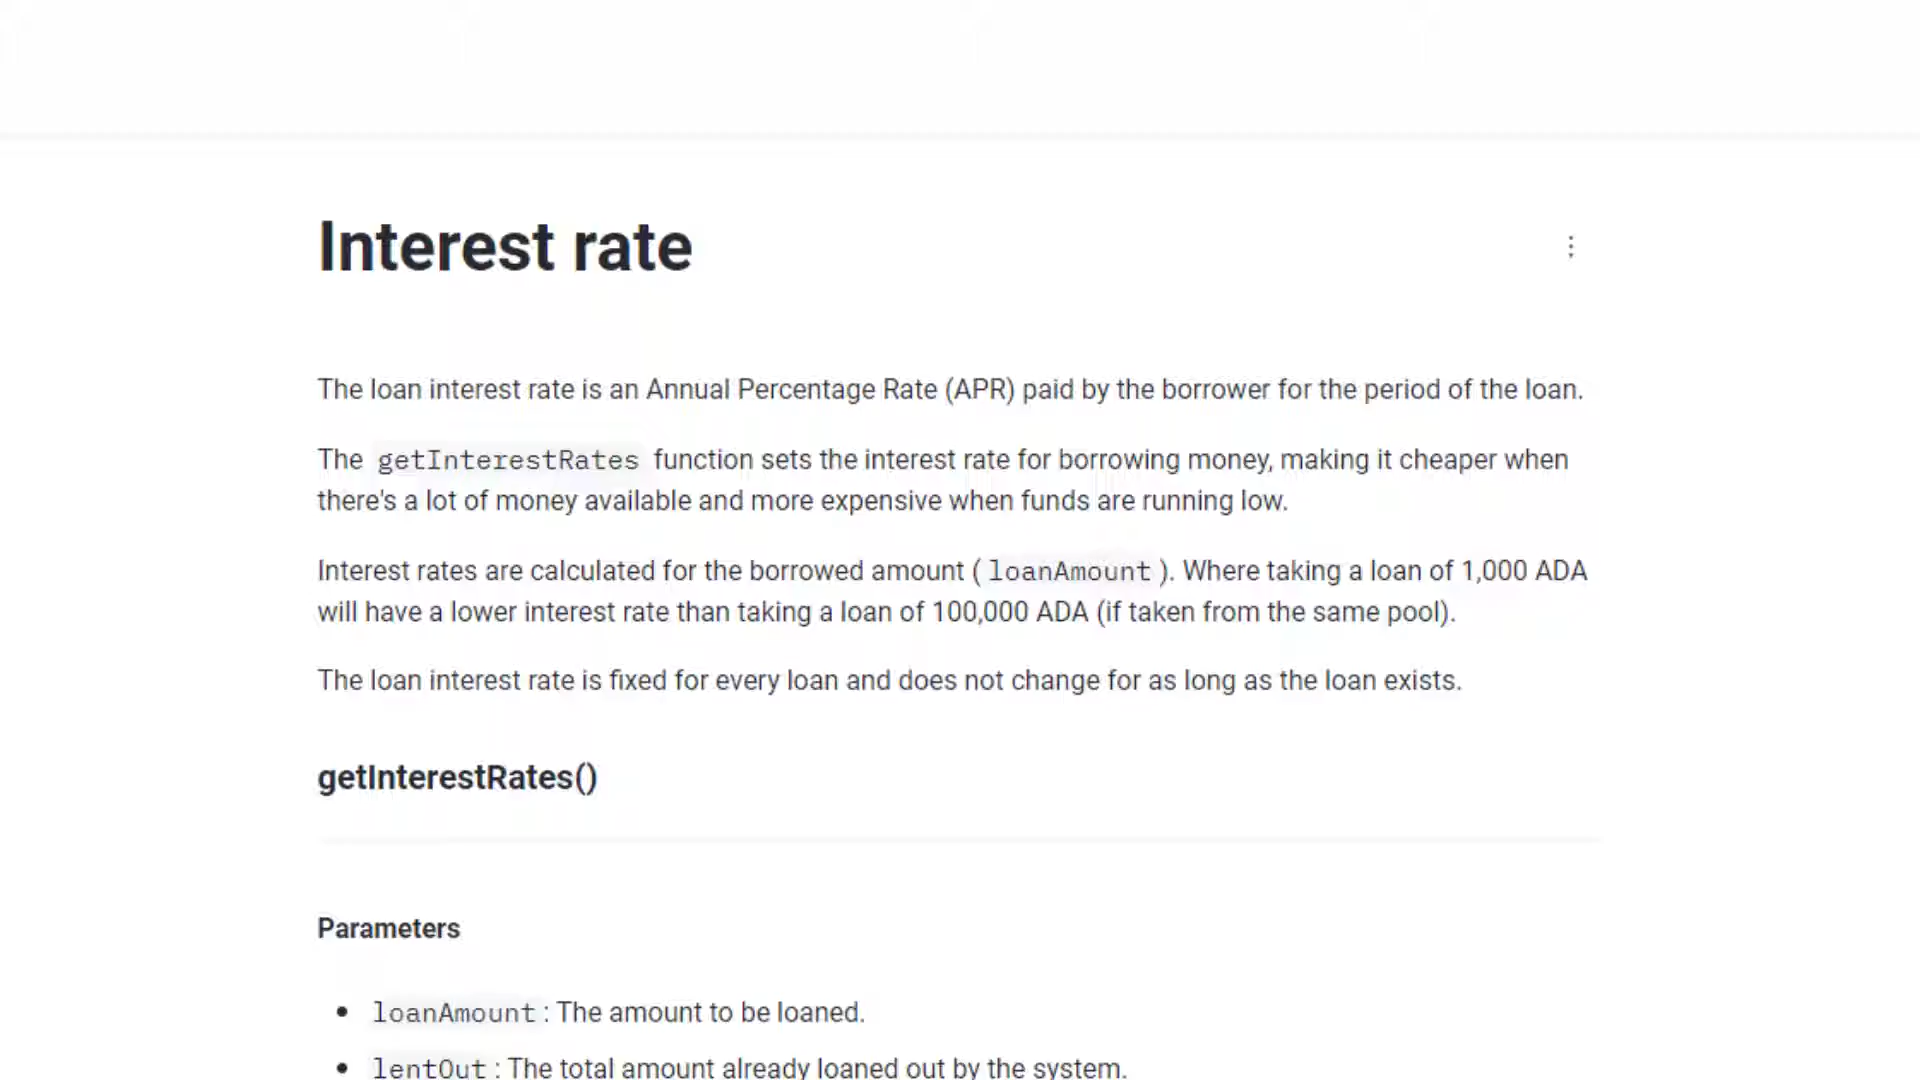 Interest rate
The loan interest rate is an Annual Percentage Rate (APR) paid by the borrower for the period of the loan.
The getInterestRates function sets the interest rate for borrowing money, making it cheaper when
there's a lot of money available and more expensive when funds are running low.
Interest rates are calculated for the borrowed amount ( loanAmount ). Where taking a loan of 1,000 ADA
will have a lower interest rate than taking a loan of 100,000 ADA (if taken from the same pool).
The loan interest rate is fixed for every loan and does not change for as long as the loan exists.
getInterestRates()
Parameters
• loanAmount : The amount to be loaned.
• lentOut : The total amount already loaned out by the system.